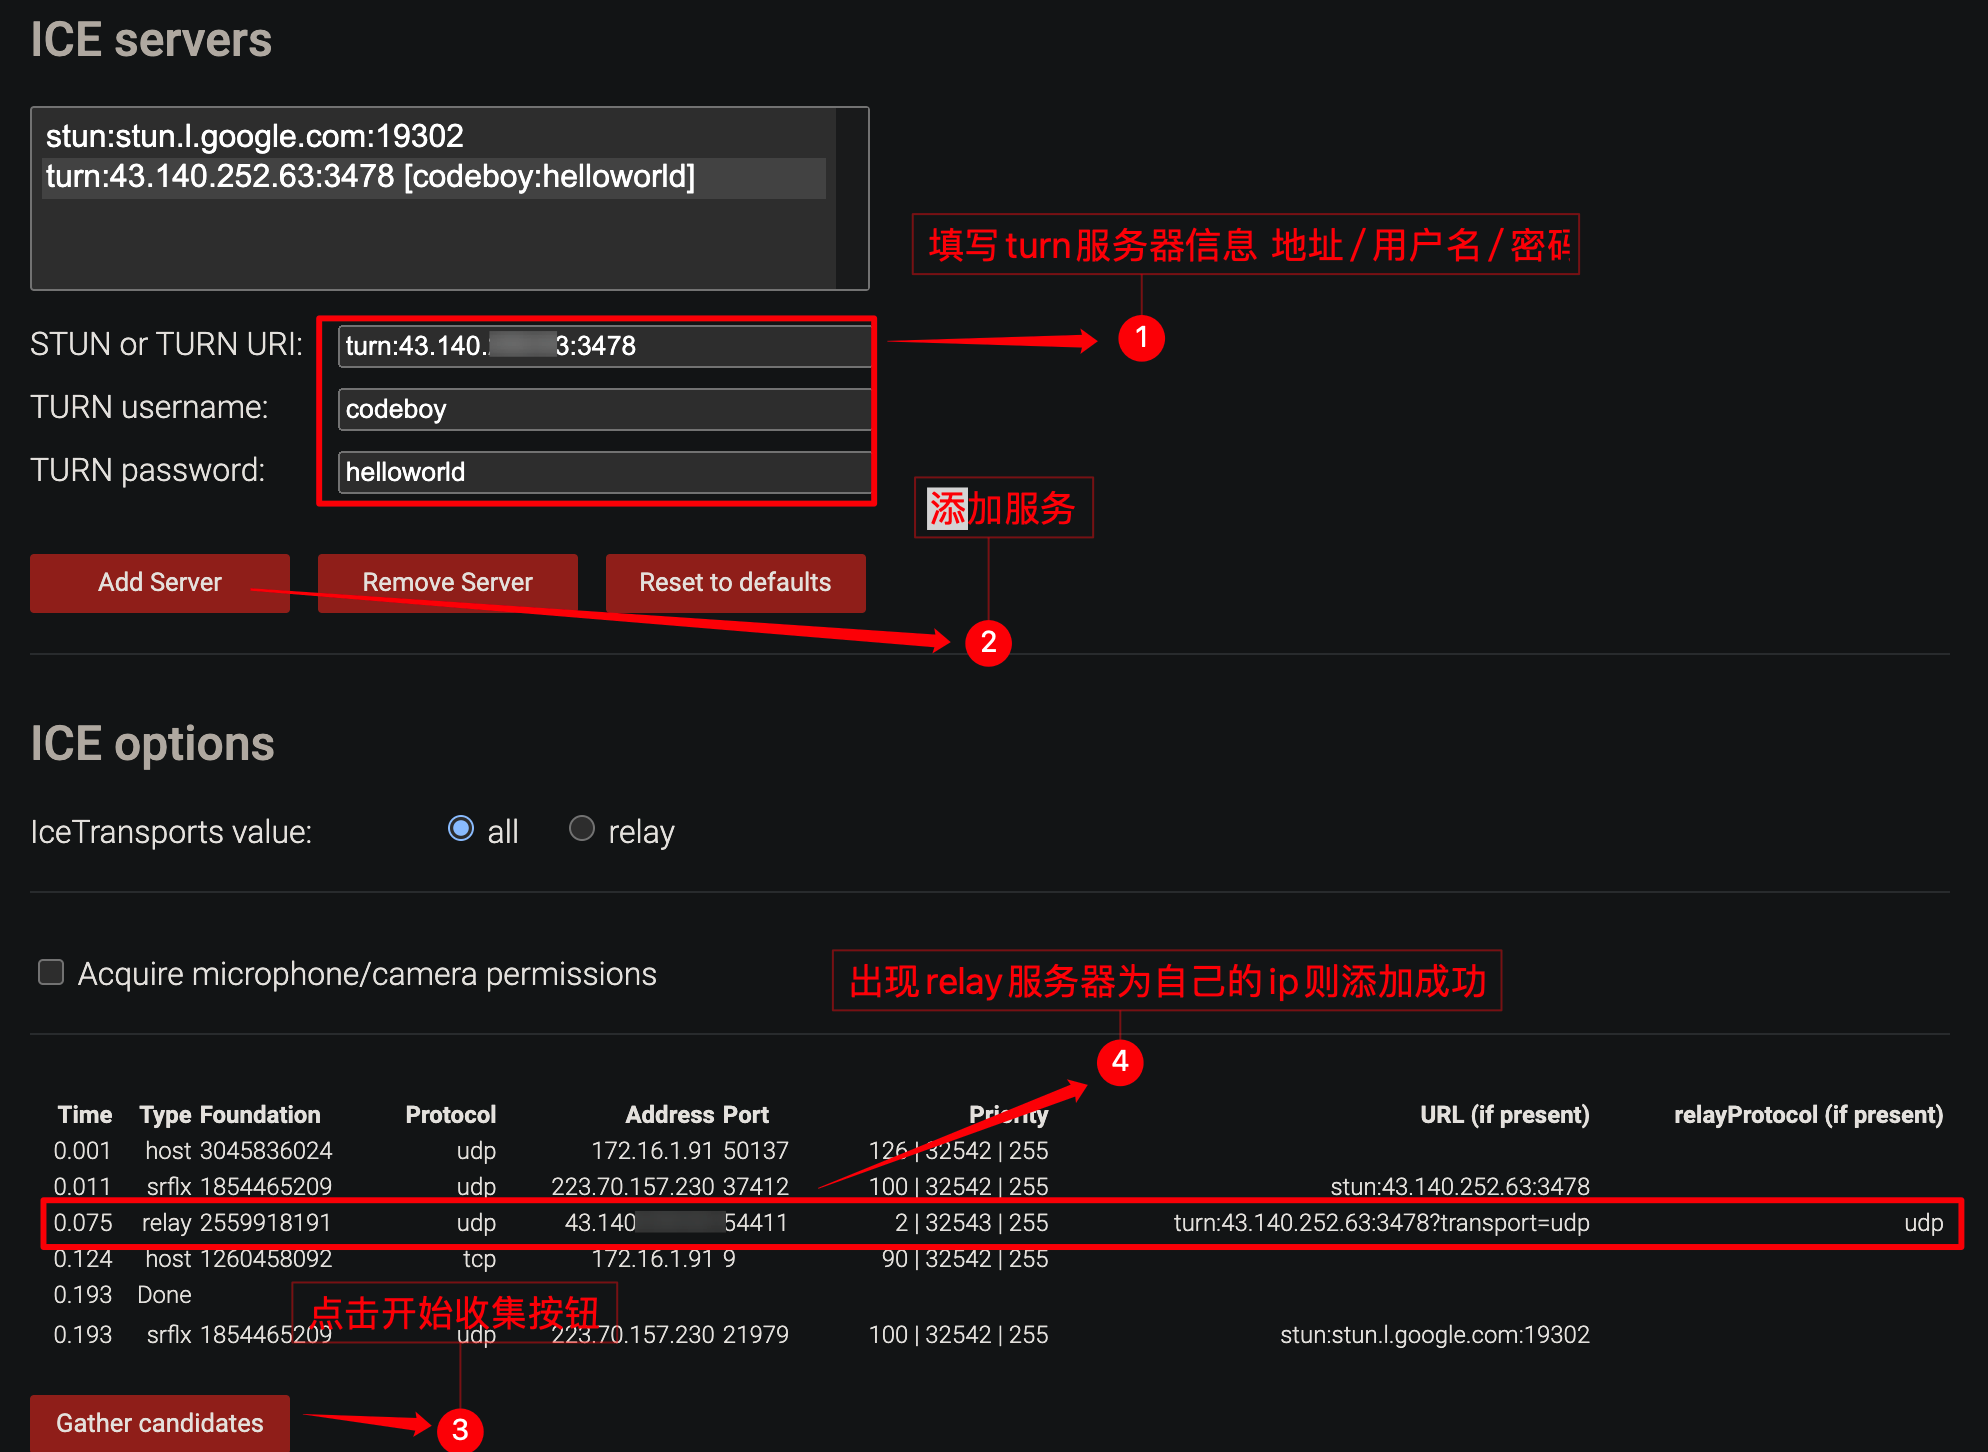 ICE servers
stun:stun.l.google.com:19302
turn:43.140.252.63:3478 [codeboy:helloworld]
填写turn服务器信息 地址/用户名/密码
STUN or TURN URI: turn:43.140. 3:3478
1
TURN username: codeboy
TURN password: helloworld
添加服务
Add Server Remove Server Reset to defaults
2
ICE options
IceTransports value: all relay
Acquire microphone/camera permissions
出现relay服务器为自己的ip则添加成功
4
Time Type Foundation Protocol Address Port Priority URL (if present) relayProtocol (if present)
0.001 host 3045836024 udp 172.16.1.91 50137 126 | 32542 | 255
0.011 srflx 1854465209 udp 223.70.157.230 37412 100 | 32542 | 255 stun:43.140.252.63:3478
0.075 relay 2559918191 udp 43.140 54411 2 | 32543 | 255 turn:43.140.252.63:3478?transport=udp udp
0.124 host 1260458092 tcp 172.16.1.91 9 90 | 32542 | 255
0.193 Done
点击开始收集按钮
0.193 srflx 1854465209 udp 223.70.157.230 21979 100 | 32542 | 255 stun:stun.l.google.com:19302
Gather candidates
3